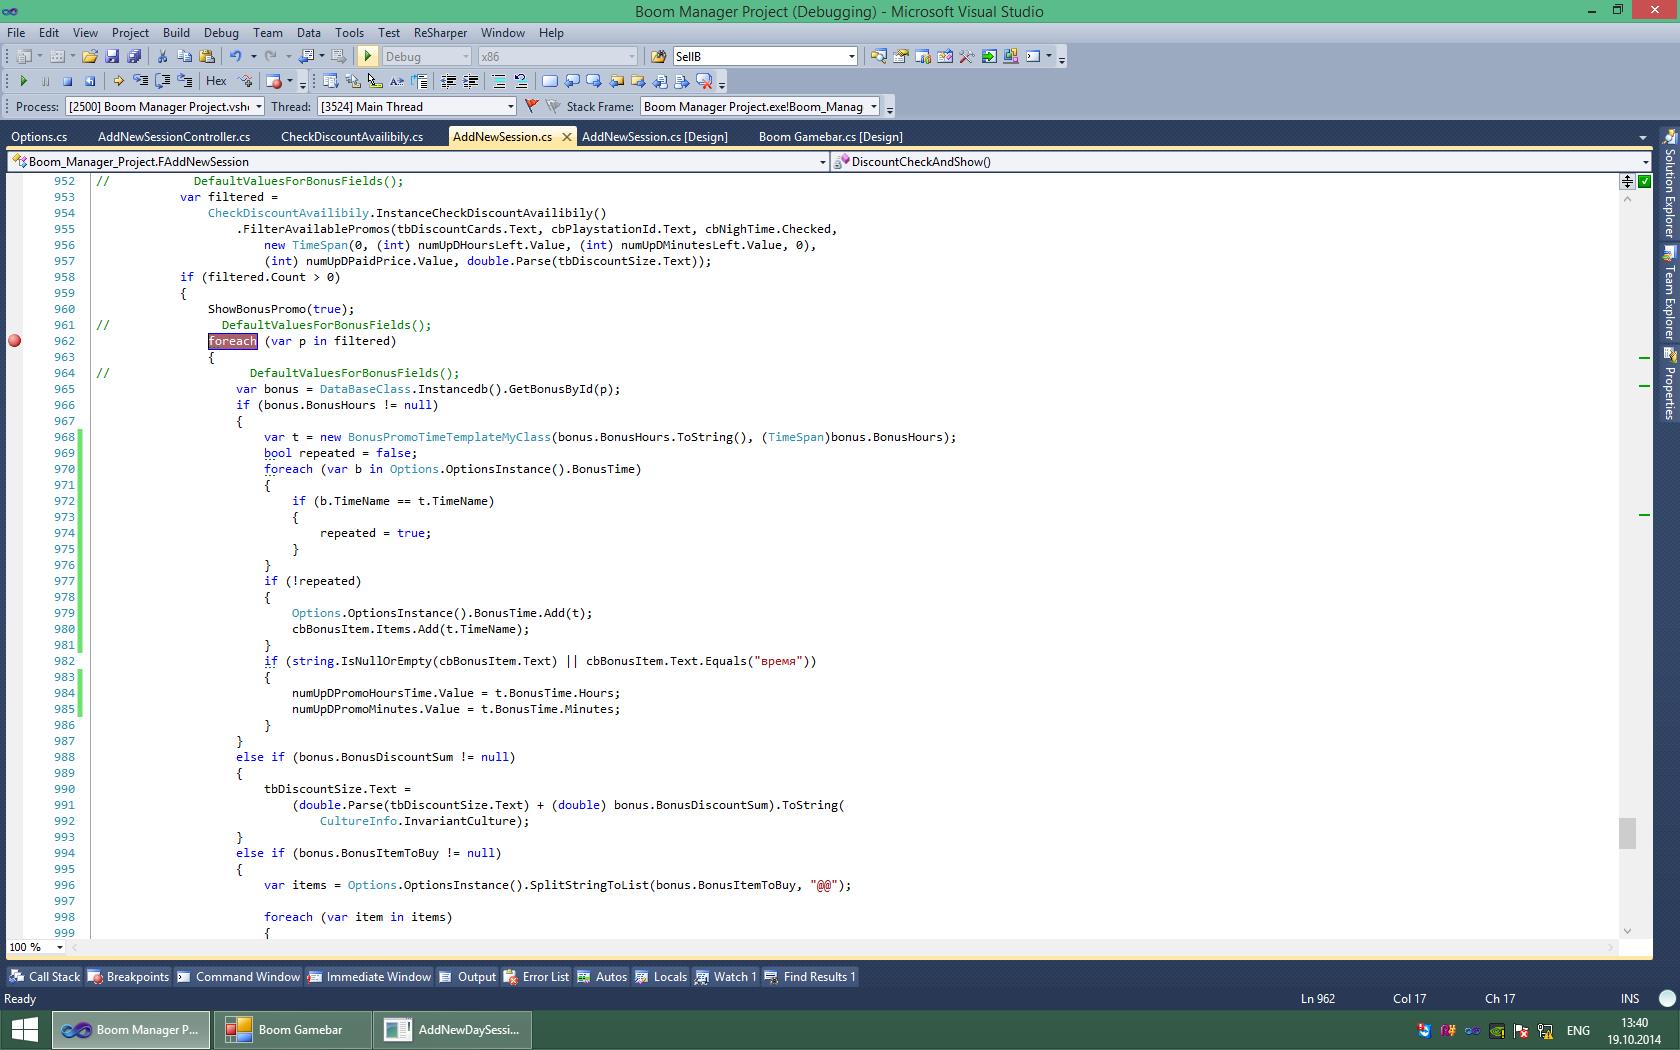 Boom Manager Project (Debugging) - Microsoft Visual Studio
File Edit View Project Build Debug Team Data Tools Test ReSharper Window Help
Debug x86 SellB
Hex
Process: [2500] Boom Manager Project.vsh Thread: [3524] Main Thread Stack Frame: Boom Manager Project.exe!Boom_Manag
Options.cs AddNewSessionController.cs CheckDiscountAvailibily.cs AddNewSession.cs AddNewSession.cs [Design] Boom Gamebar.cs [Design]
Boom_Manager_Project.FAddNewSession DiscountCheckAndShow()
952 // DefaultValuesForBonusFields();
953 var filtered =
954 CheckDiscountAvailibily.InstanceCheckDiscountAvailibily()
955 .FilterAvailablePromos(tbDiscountCards.Text, cbPlaystationId.Text, cbNighTime.Checked,
956 new TimeSpan(0, (int) numUpDHoursLeft.Value, (int) numUpDMinutesLeft.Value, 0),
957 (int) numUpDPaidPrice.Value, double.Parse(tbDiscountSize.Text));
958 if (filtered.Count > 0)
959 {
960 ShowBonusPromo(true);
961 // DefaultValuesForBonusFields();
962 foreach (var p in filtered)
963 {
964 // DefaultValuesForBonusFields();
965 var bonus = DataBaseClass.Instancedb().GetBonusById(p);
966 if (bonus.BonusHours != null)
967 {
968 var t = new BonusPromoTimeTemplateMyClass(bonus.BonusHours.ToString(), (TimeSpan)bonus.BonusHours);
969 bool repeated = false;
970 foreach (var b in Options.OptionsInstance().BonusTime)
971 {
972 if (b.TimeName == t.TimeName)
973 {
974 repeated = true;
975 }
976 }
977 if (!repeated)
978 {
979 Options.OptionsInstance().BonusTime.Add(t);
980 cbBonusItem.Items.Add(t.TimeName);
981 }
982 if (string.IsNullOrEmpty(cbBonusItem.Text) || cbBonusItem.Text.Equals("время"))
983 {
984 numUpDPromoHoursTime.Value = t.BonusTime.Hours;
985 numUpDPromoMinutes.Value = t.BonusTime.Minutes;
986 }
987 }
988 else if (bonus.BonusDiscountSum != null)
989 {
990 tbDiscountSize.Text =
991 (double.Parse(tbDiscountSize.Text) + (double) bonus.BonusDiscountSum).ToString(
992 CultureInfo.InvariantCulture);
993 }
994 else if (bonus.BonusItemToBuy != null)
995 {
996 var items = Options.OptionsInstance().SplitStringToList(bonus.BonusItemToBuy, "@@");
997
998 foreach (var item in items)
999 {
Solution Explorer
Team Explorer
Properties
100 %
Call Stack Breakpoints Command Window Immediate Window Output Error List Autos Locals Watch 1 Find Results 1
Ready Ln 962 Col 17 Ch 17 INS
Boom Manager P... Boom Gamebar AddNewDaySessi... ENG 13:40
19.10.2014